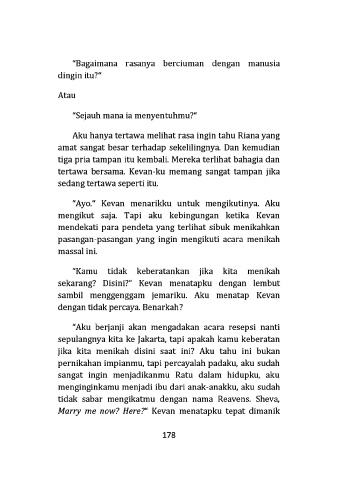 "Bagaimana rasanya berciuman dengan manusia
dingin itu?"
Atau
"Sejauh mana ia menyentuhmu?"
Aku hanya tertawa melihat rasa ingin tahu Riana yang
amat sangat besar terhadap sekelilingnya. Dan kemudian
tiga pria tampan itu kembali. Mereka terlihat bahagia dan
tertawa bersama. Kevan-ku memang sangat tampan jika
sedang tertawa seperti itu.
"Ayo." Kevan menarikku untuk mengikutinya. Aku
mengikut saja. Tapi aku kebingungan ketika Kevan
mendekati para pendeta yang terlihat sibuk menikahkan
pasangan-pasangan yang ingin mengikuti acara menikah
massal ini.
"Kamu tidak keberatankan jika kita menikah
sekarang? Disini?" Kevan menatapku dengan lembut
sambil menggenggam jemariku. Aku menatap Kevan
dengan tidak percaya. Benarkah?
"Aku berjanji akan mengadakan acara resepsi nanti
sepulangnya kita ke Jakarta, tapi apakah kamu keberatan
jika kita menikah disini saat ini? Aku tahu ini bukan
pernikahan impianmu, tapi percayalah padaku, aku sudah
sangat ingin menjadikanmu Ratu dalam hidupku, aku
menginginkamu menjadi ibu dari anak-anakku, aku sudah
tidak sabar mengikatmu dengan nama Reavens. Sheva,
Marry me now? Here?" Kevan menatapku tepat dimanik
178